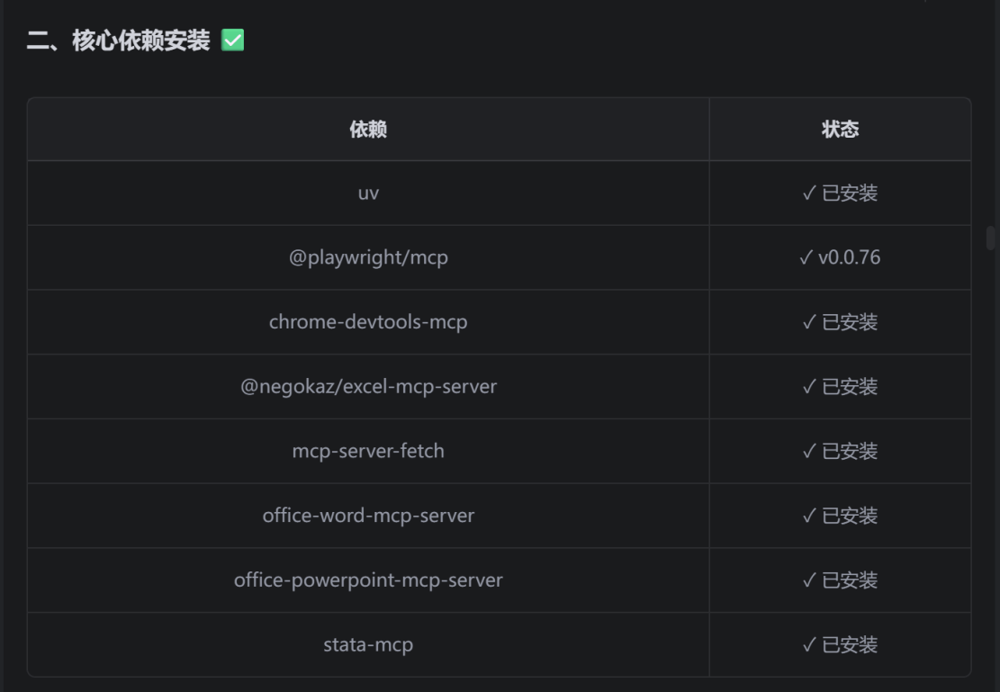 二、核心依赖安装 ✅
依赖 状态
uv ✓ 已安装
@playwright/mcp ✓ v0.0.76
chrome-devtools-mcp ✓ 已安装
@negokaz/excel-mcp-server ✓ 已安装
mcp-server-fetch ✓ 已安装
office-word-mcp-server ✓ 已安装
office-powerpoint-mcp-server ✓ 已安装
stata-mcp ✓ 已安装